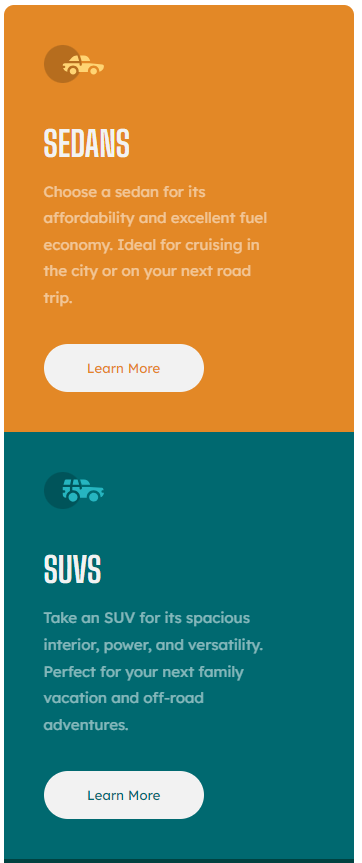 SEDANS
Choose a sedan for its
affordability and excellent fuel
economy. Ideal for cruising in
the city or on your next road
trip.
Learn More
SUVS
Take an SUV for its spacious
interior, power, and versatility.
Perfect for your next family
vacation and off-road
adventures.
Learn More